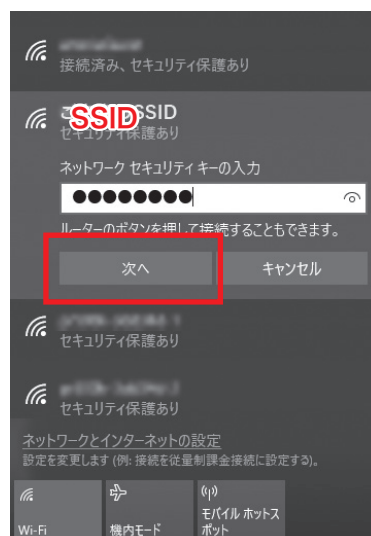 接続済み、セキュリティ保護あり
SSID
SSID
セキュリティ保護あり
ネットワーク セキュリティ キーの入力
●●●●●●●●
ルーターのボタンを押して接続することもできます。
次へ
キャンセル
セキュリティ保護あり
セキュリティ保護あり
ネットワークとインターネットの設定
設定を変更します (例: 接続を従量制課金接続に設定する)。
Wi-Fi
機内モード
モバイル ホットス
ポット